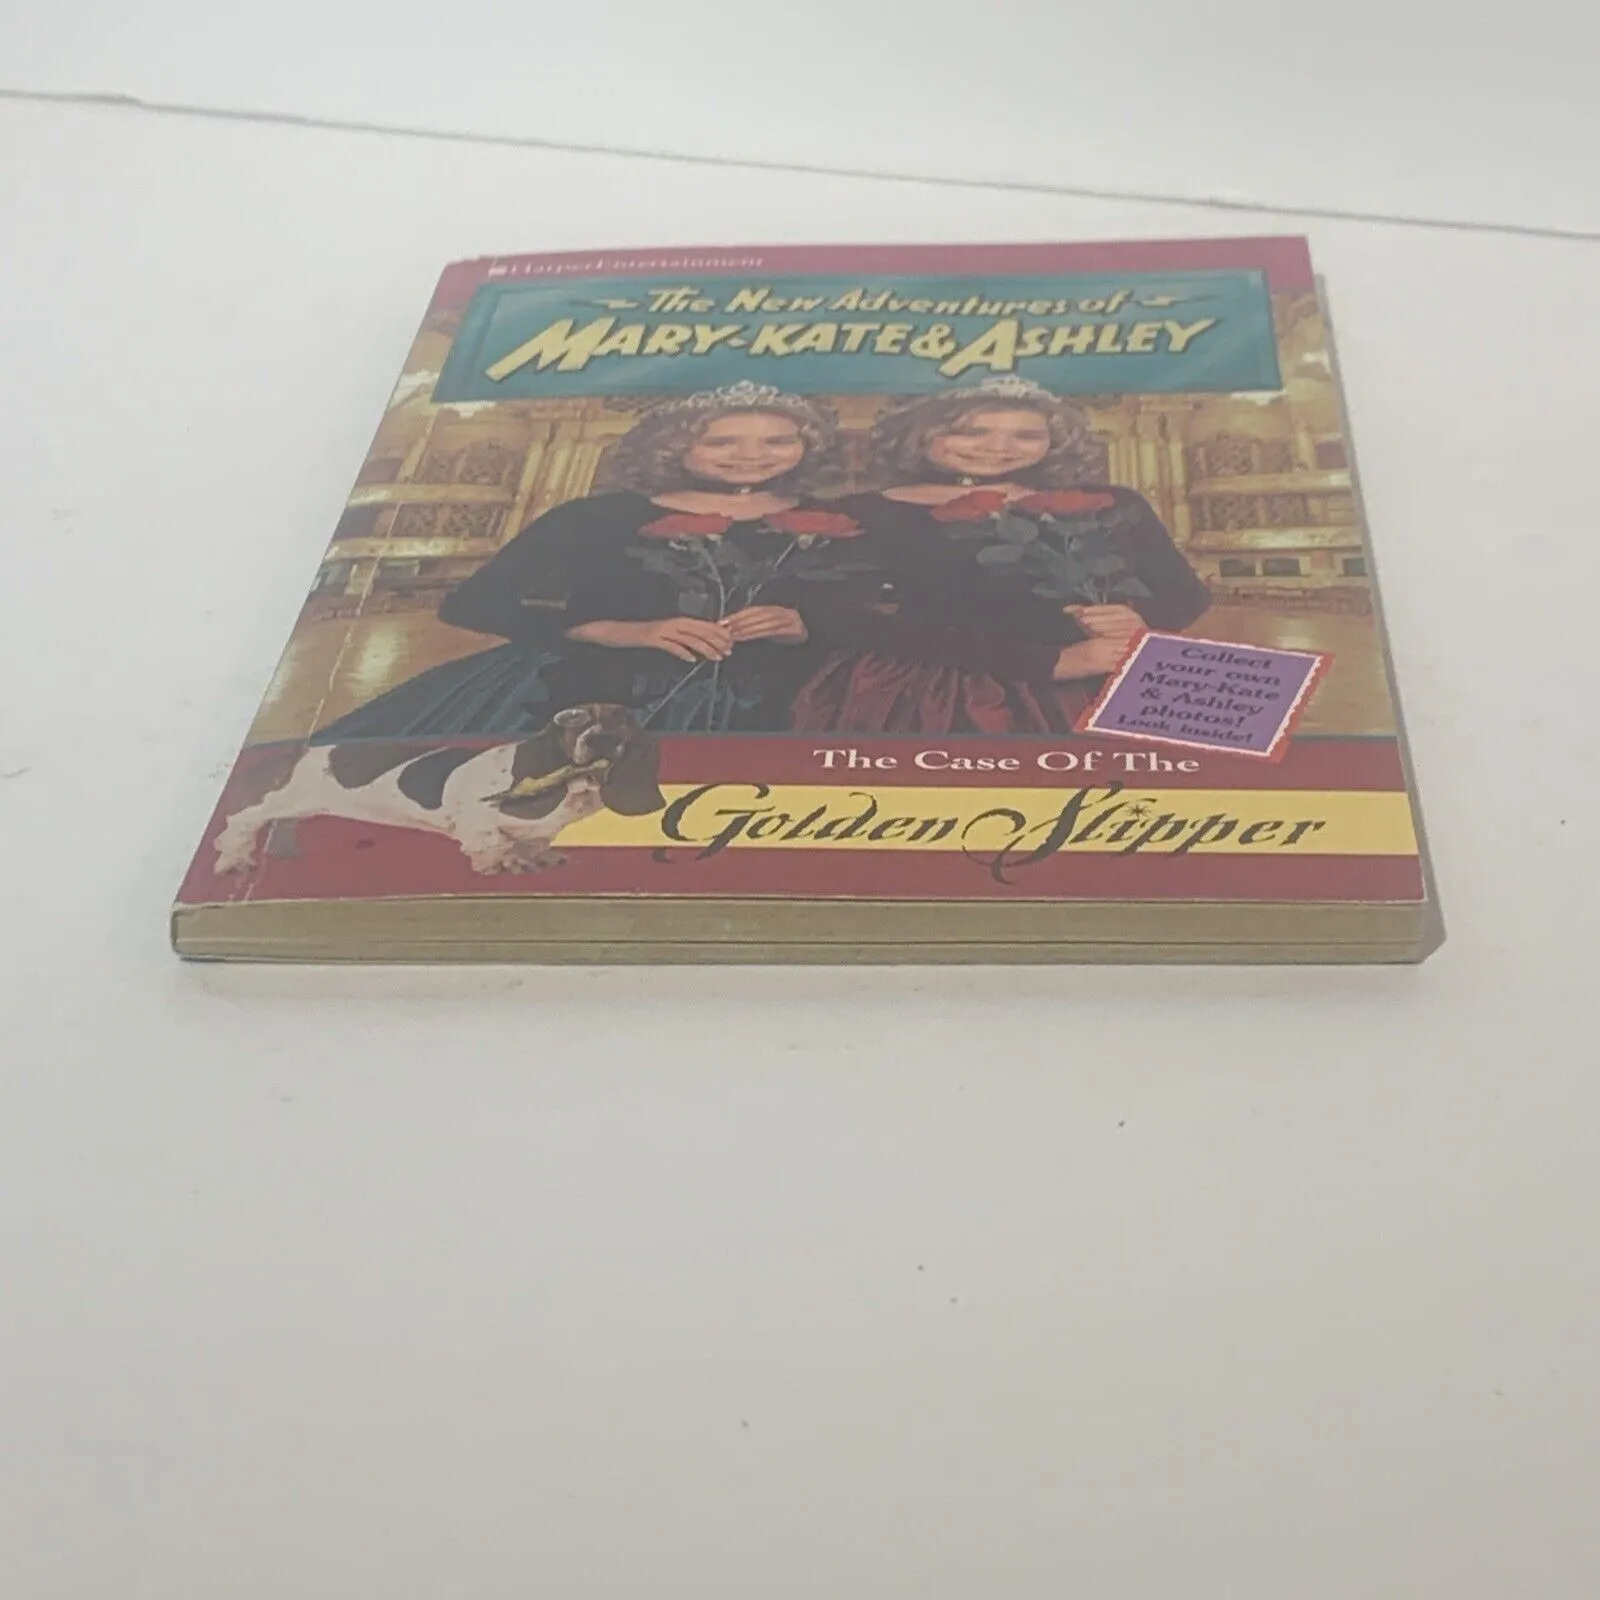 HarperEntertainment
The New Adventures of
MARY-KATE & ASHLEY
Collect
your own
Mary-Kate
& Ashley
photos!
Look inside!
The Case Of The
Golden Slipper